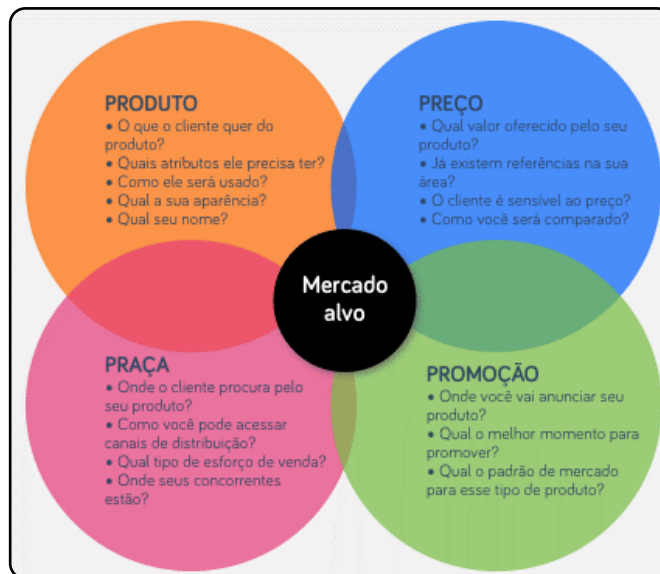 PRODUTO
● O que o cliente quer do
produto?
● Quais atributos ele precisa ter?
● Como ele será usado?
● Qual a sua aparência?
● Qual seu nome?
PREÇO
● Qual valor oferecido pelo seu
produto?
● Já existem referências na sua
área?
● O cliente é sensível ao preço?
● Como você será comparado?
Mercado
alvo
PRAÇA
● Onde o cliente procura pelo
seu produto?
● Como você pode acessar
canais de distribuição?
● Qual tipo de esforço de venda?
● Onde seus concorrentes
estão?
PROMOÇÃO
● Onde você vai anunciar seu
produto?
● Qual o melhor momento para
promover?
● Qual o padrão de mercado
para esse tipo de produto?